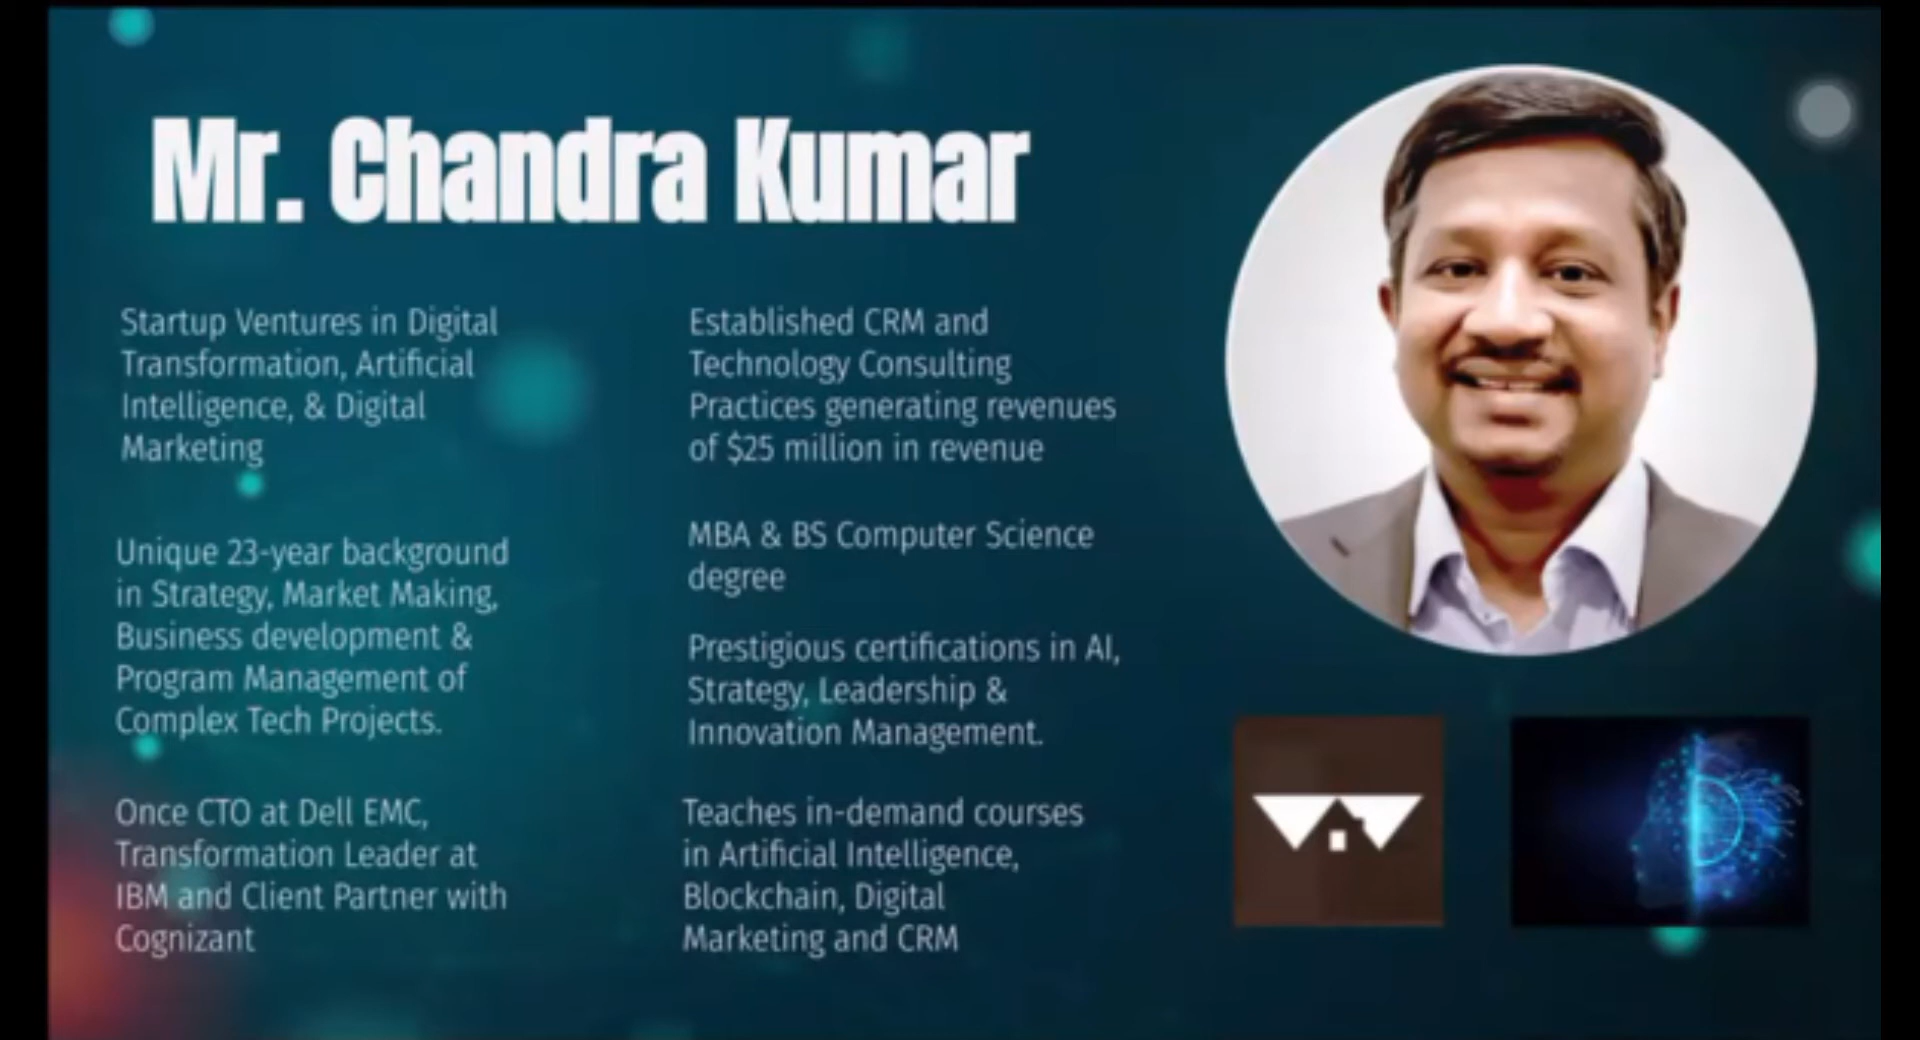 Mr. Chandra Kumar
Startup Ventures in Digital
Transformation, Artificial
Intelligence, & Digital
Marketing
Unique 23-year background
in Strategy, Market Making,
Business development &
Program Management of
Complex Tech Projects.
Once CTO at Dell EMC,
Transformation Leader at
IBM and Client Partner with
Cognizant
Established CRM and
Technology Consulting
Practices generating revenues
of $25 million in revenue
MBA & BS Computer Science
degree
Prestigious certifications in AI,
Strategy, Leadership &
Innovation Management.
Teaches in-demand courses
in Artificial Intelligence,
Blockchain, Digital
Marketing and CRM